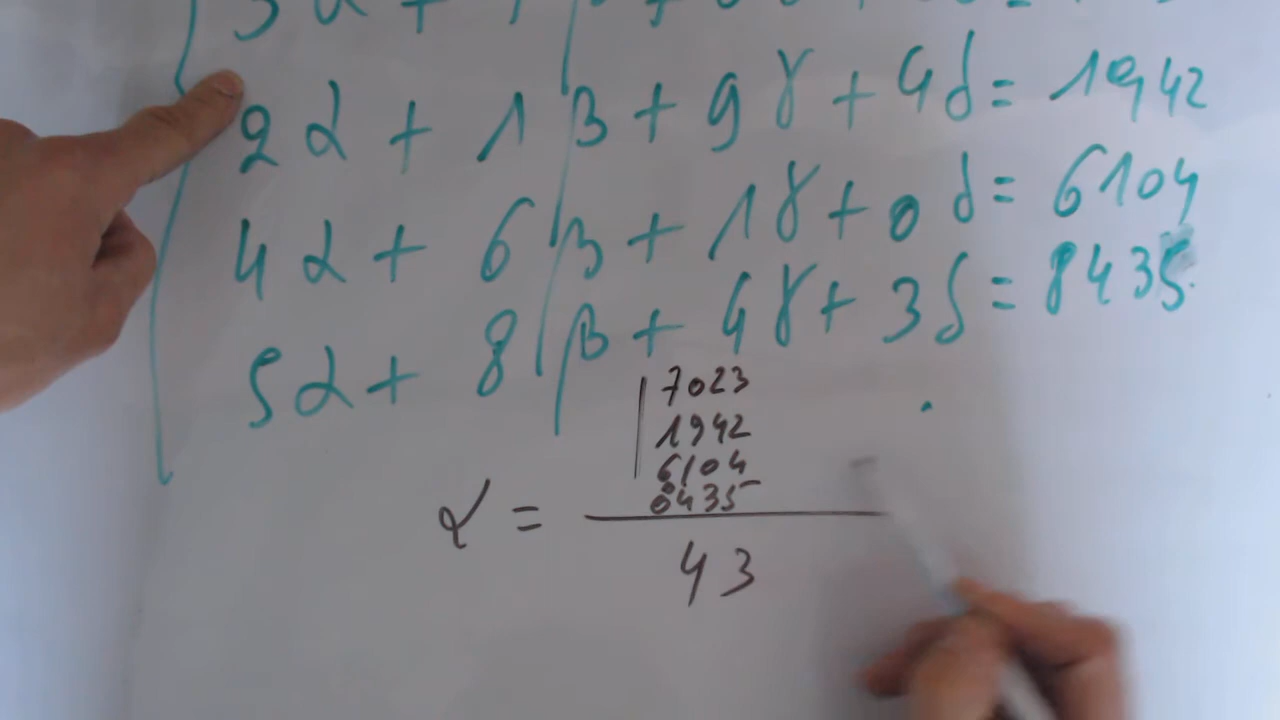 2α + 1β + 9γ + 4δ = 1942
4α + 6β + 1γ + 0δ = 6104
5α + 8β + 4γ + 3δ = 8435
7023
1942
6104
8435
α =
43